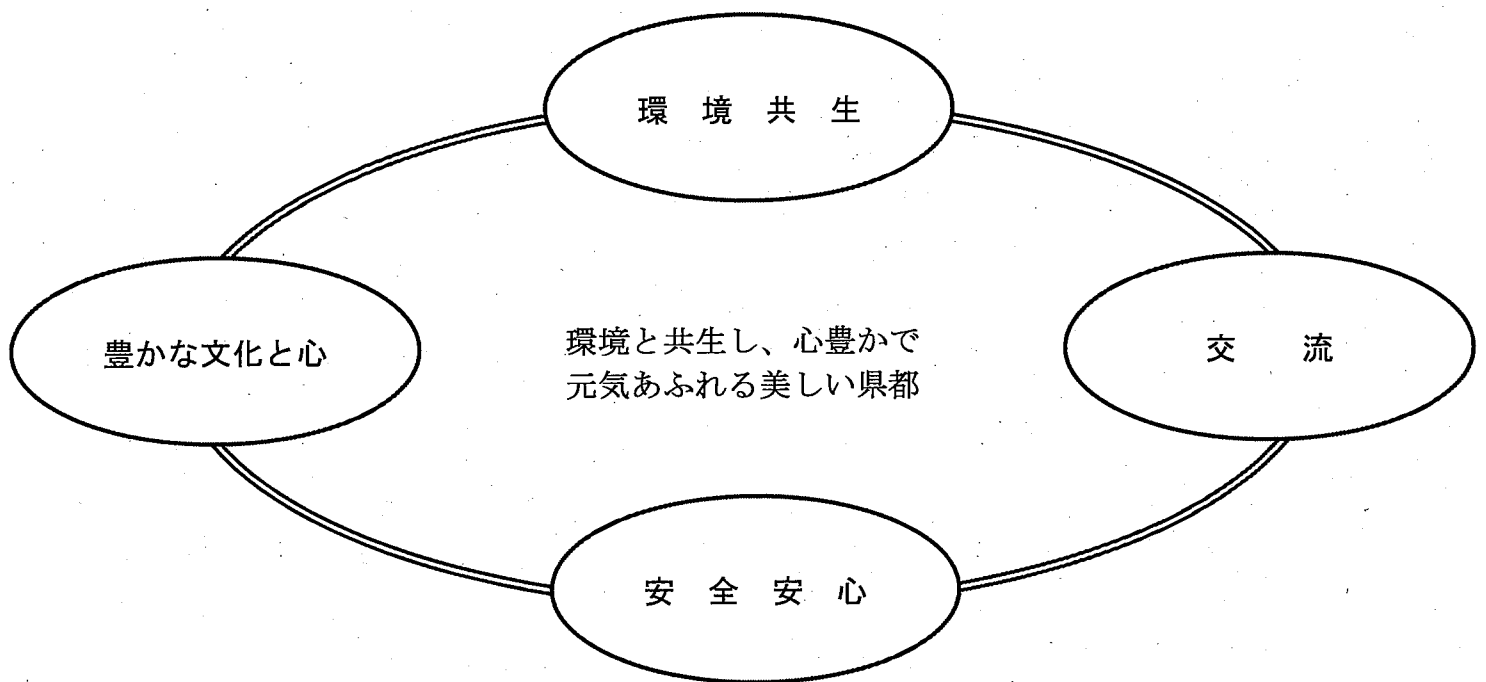 環境共生
豊かな文化と心
環境と共生し、心豊かで
元気あふれる美しい県都
交流
安全安心